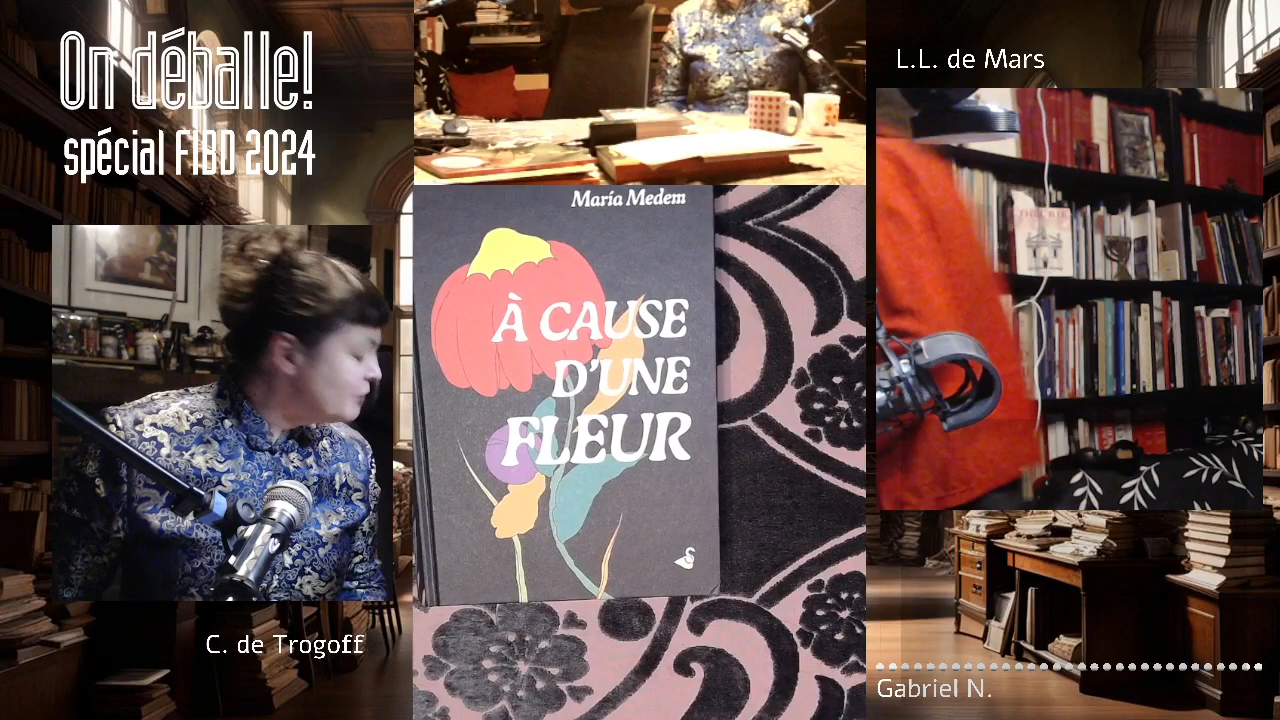 On déballe!
spécial FIBD 2024
C. de Trogoff
María Medem
À CAUSE
D'UNE
FLEUR
L.L. de Mars
Gabriel N.